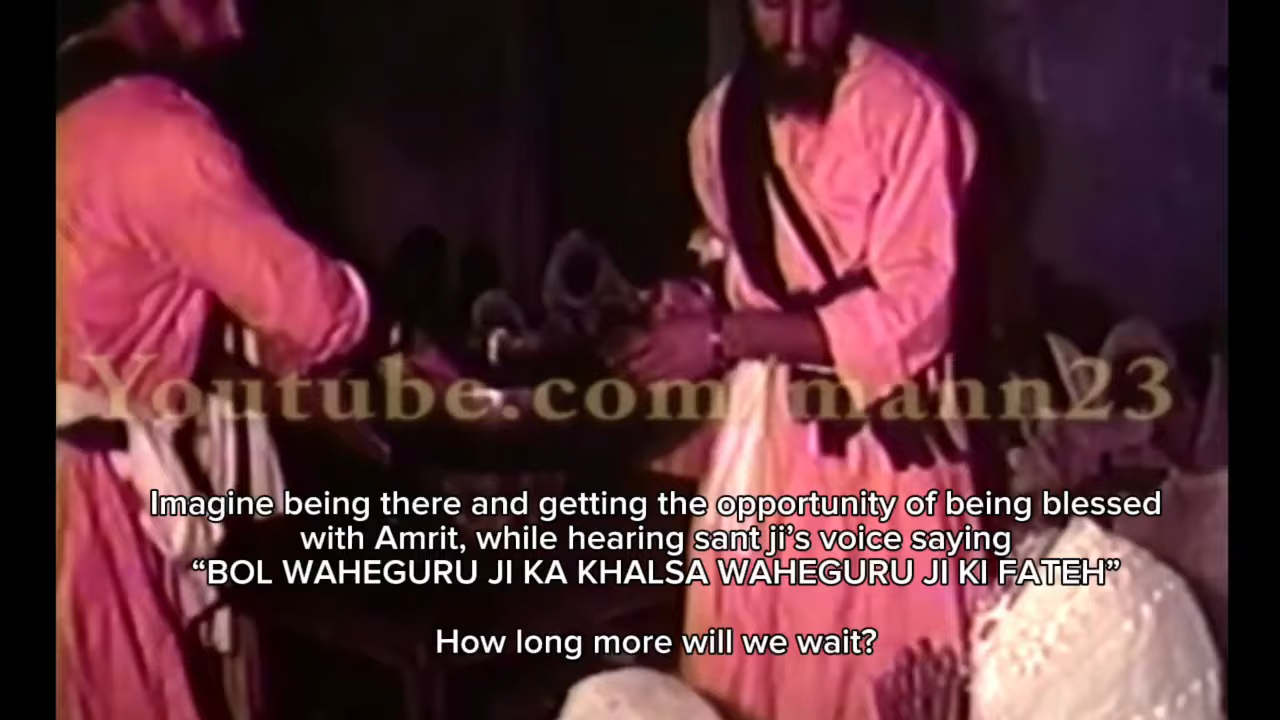 Youtube.com/mann23
Imagine being there and getting the opportunity of being blessed
with Amrit, while hearing sant ji’s voice saying
“BOL WAHEGURU JI KA KHALSA WAHEGURU JI KI FATEH”
How long more will we wait?